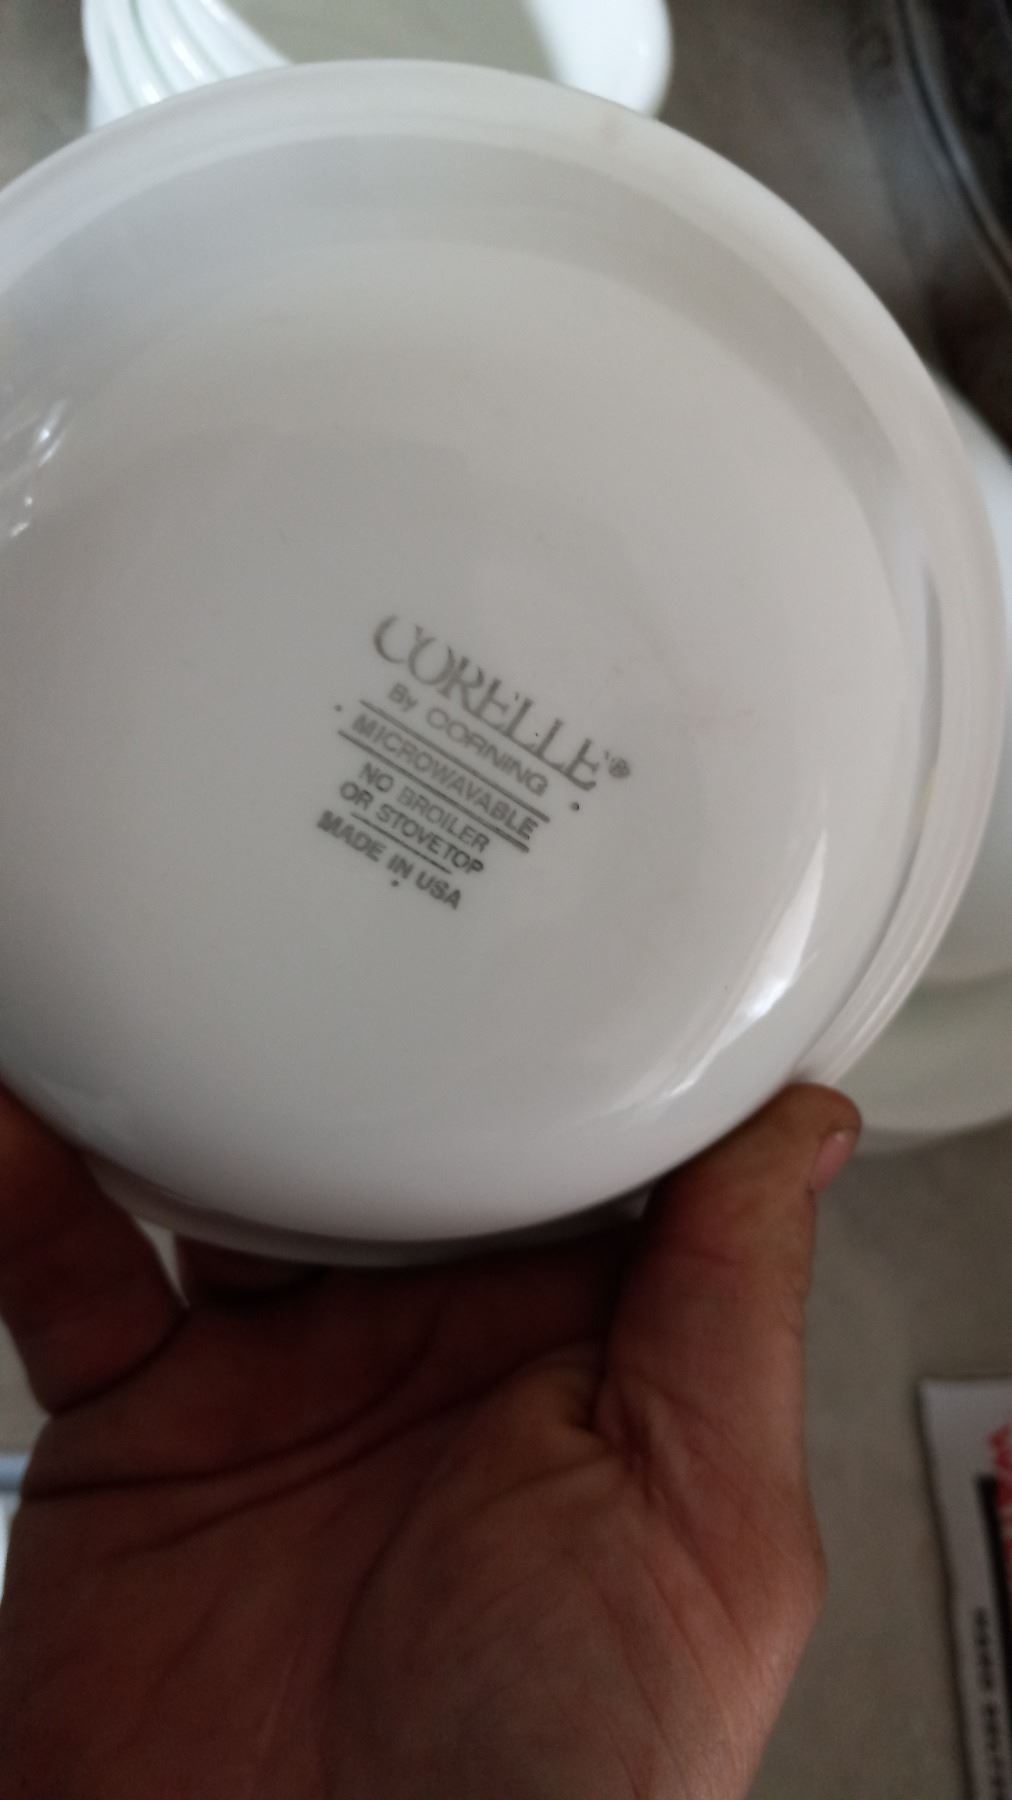 CORELLE®
By CORNING
MICROWAVABLE
NO BROILER
OR STOVETOP
MADE IN USA